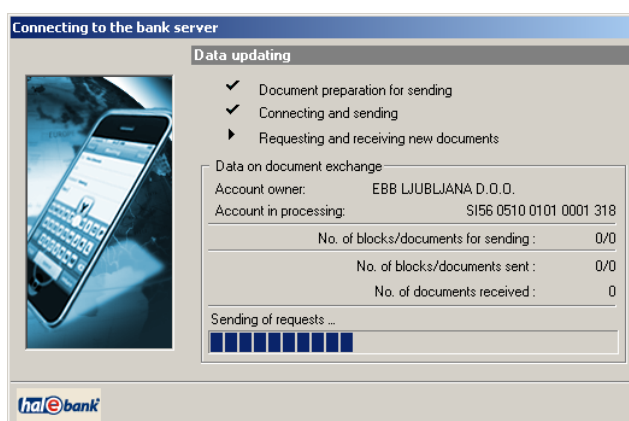 Connecting to the bank server
Data updating
Document preparation for sending
Connecting and sending
Requesting and receiving new documents
Data on document exchange
Account owner: EBB LJUBLJANA D.O.O.
Account in processing: SI56 0510 0101 0001 318
No. of blocks/documents for sending : 0/0
No. of blocks/documents sent : 0/0
No. of documents received : 0
Sending of requests ...
halebank